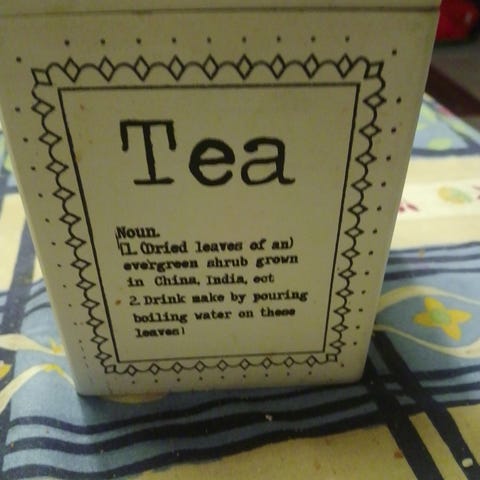 Tea
Noun.
1. (Dried leaves of an)
evergreen shrub grown
in China, India, ect
2. Drink make by pouring
boiling water on these
leaves!